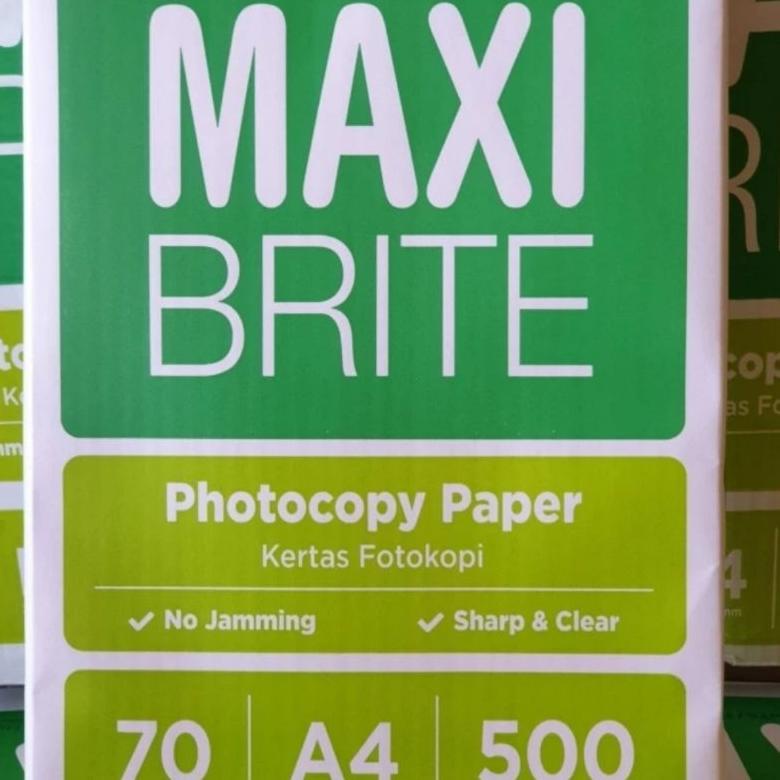 MAXI
BRITE
Photocopy Paper
Kertas Fotokopi
No Jamming
Sharp & Clear
70
A4
500